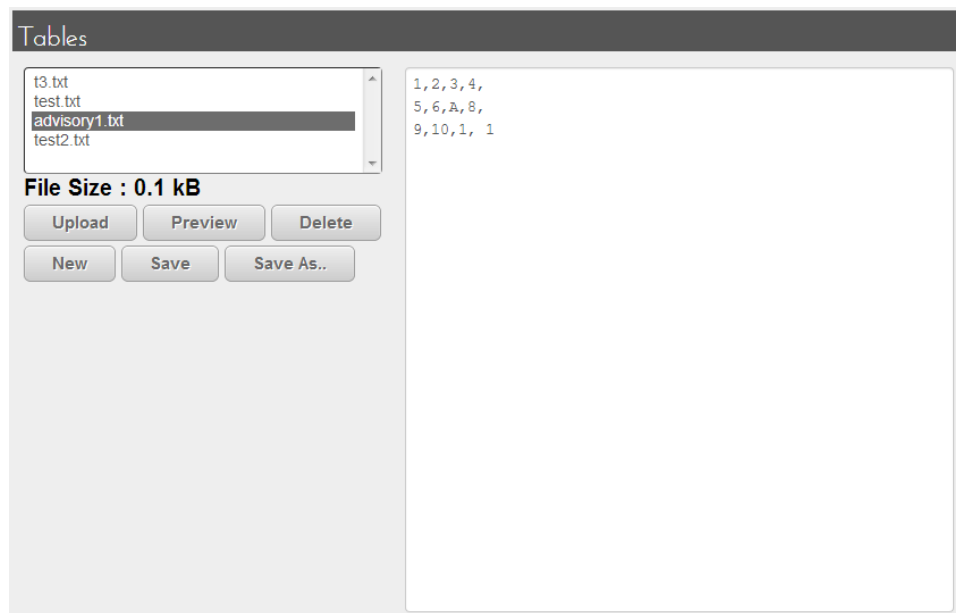 Tables
t3.txt
test.txt
advisory1.txt
test2.txt
File Size : 0.1 kB
Upload Preview Delete
New Save Save As..
1,2,3,4,
5,6,A,8,
9,10,1, 1